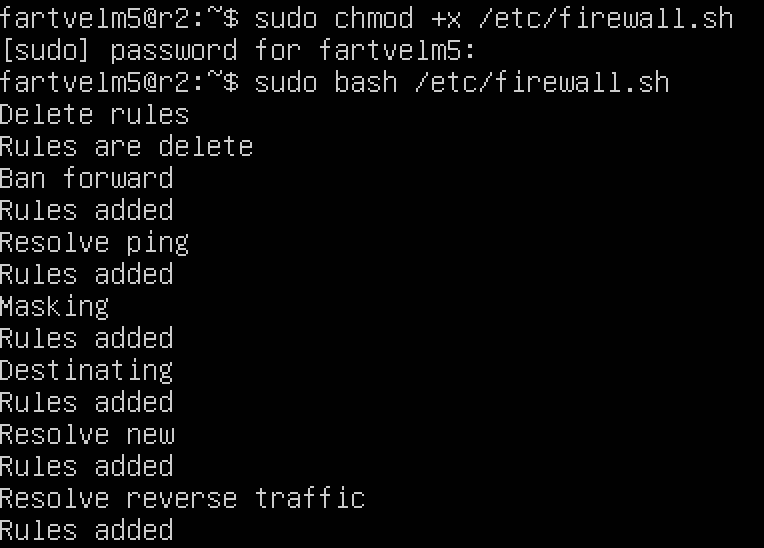 fartvelm5@r2:~$ sudo chmod +x /etc/firewall.sh
[sudo] password for fartvelm5:
fartvelm5@r2:~$ sudo bash /etc/firewall.sh
Delete rules
Rules are delete
Ban forward
Rules added
Resolve ping
Rules added
Masking
Rules added
Destinating
Rules added
Resolve new
Rules added
Resolve reverse traffic
Rules added